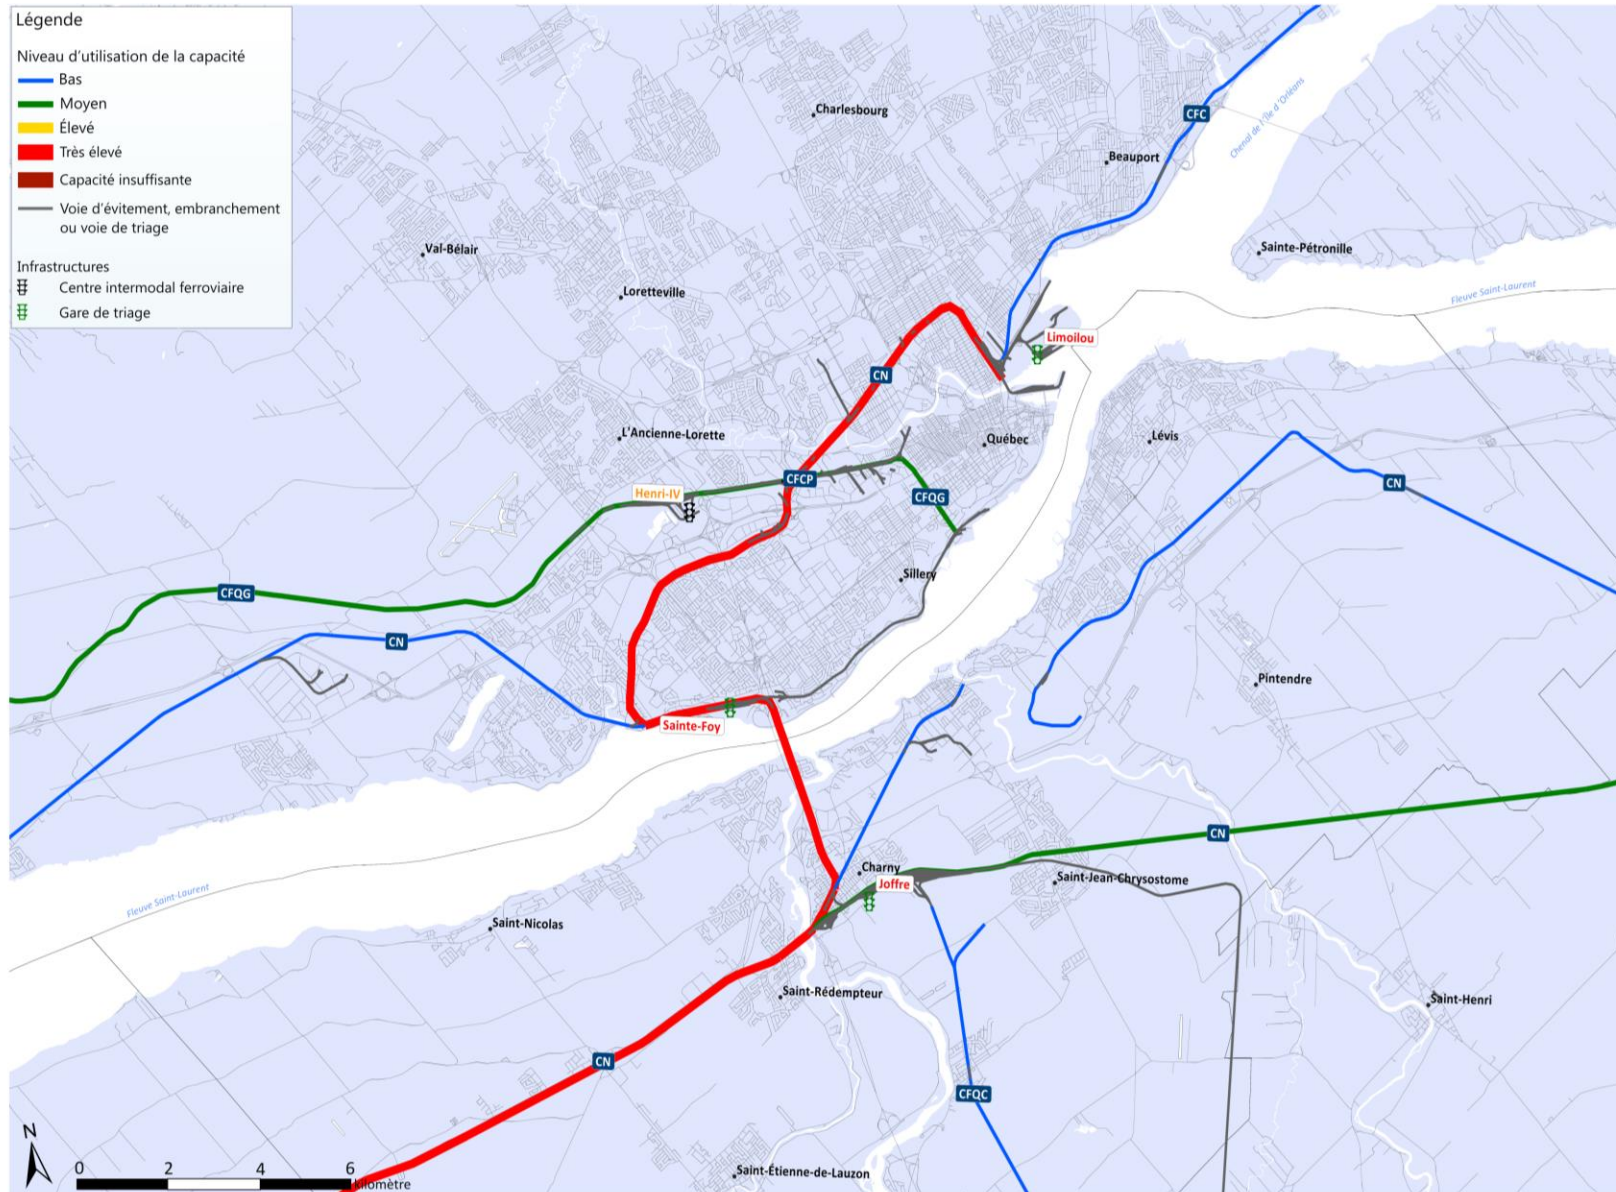 Légende
Niveau d'utilisation de la capacité
Bas
Moyen
Élevé
Très élevé
Capacité insuffisante
Voie d'évitement, embranchement
ou voie de triage
Infrastructures
Centre intermodal ferroviaire
Gare de triage
Charlesbourg
CFC
Chenal de l'Île d'Orléans
Beauport
Val-Bélair
Sainte-Pétronille
Loretteville
Fleuve Saint-Laurent
Limoilou
CN
L'Ancienne-Lorette
Québec
Lévis
CFCP
CN
Henri-IV
CFQG
Sillery
CFQG
CN
Pintendre
Sainte-Foy
CN
Charny
Joffre
Saint-Jean-Chrysostome
Fleuve Saint-Laurent
Saint-Nicolas
Saint-Rédempteur
Saint-Henri
CN
CFQC
N
0 2 4 6
Kilomètre
Saint-Étienne-de-Lauzon